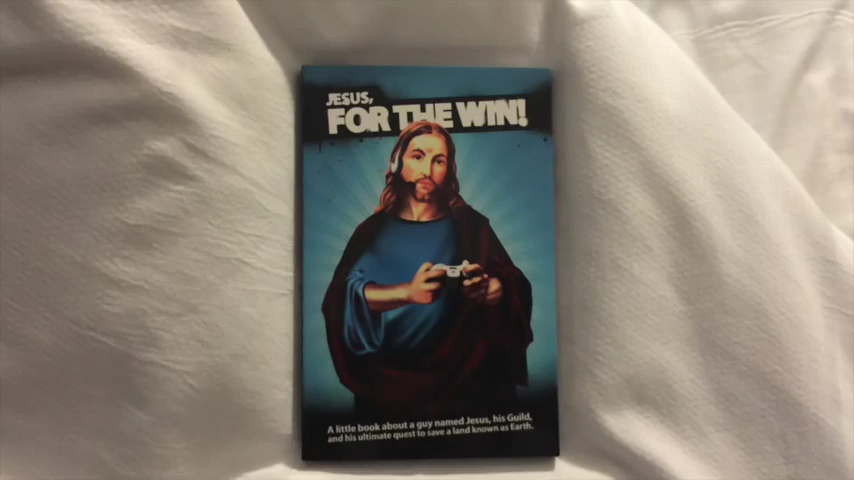 JESUS,
FOR THE WIN!
A little book about a guy named Jesus, his Guild,
and his ultimate quest to save a land known as Earth.